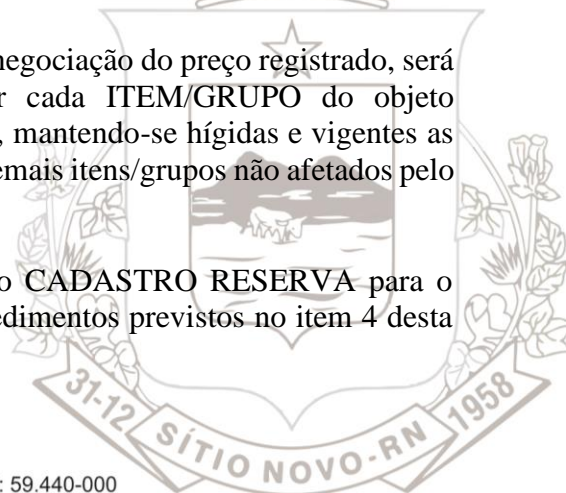 negociação do preço registrado, será
r cada ITEM/GRUPO do objeto
, mantendo-se hígidas e vigentes as
emais itens/grupos não afetados pelo
o CADASTRO RESERVA para o
edimentos previstos no item 4 desta
31-12 SÍTIO NOVO-RN 1958
: 59.440-000